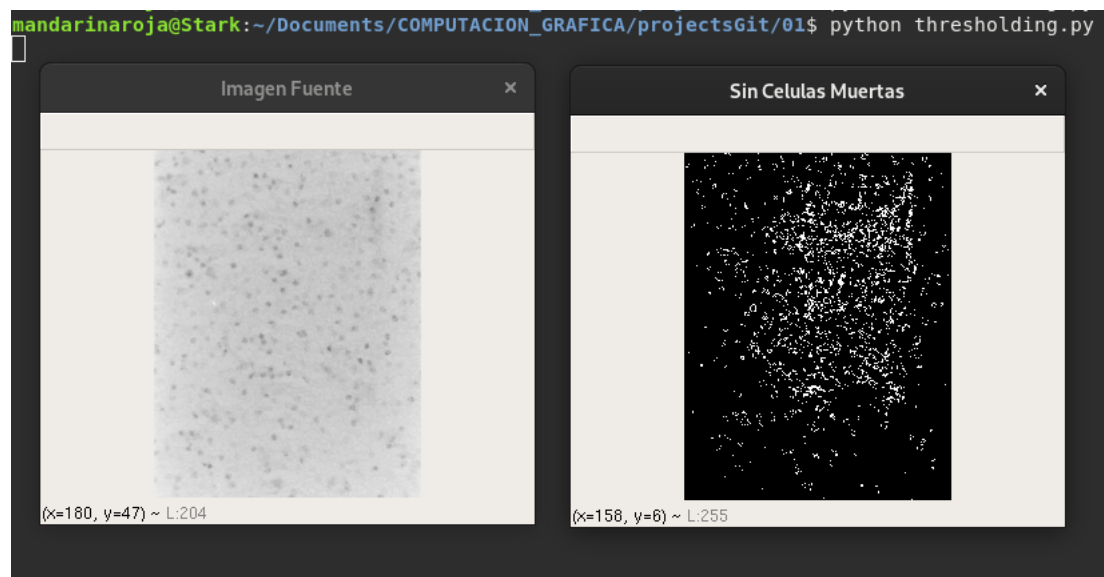 mandarinaroja@Stark:~/Documents/COMPUTACION_GRAFICA/projectsGit/01$ python thresholding.py
Imagen Fuente ×
Sin Celulas Muertas ×
(x=180, y=47) ~ L:204
(x=158, y=6) ~ L:255